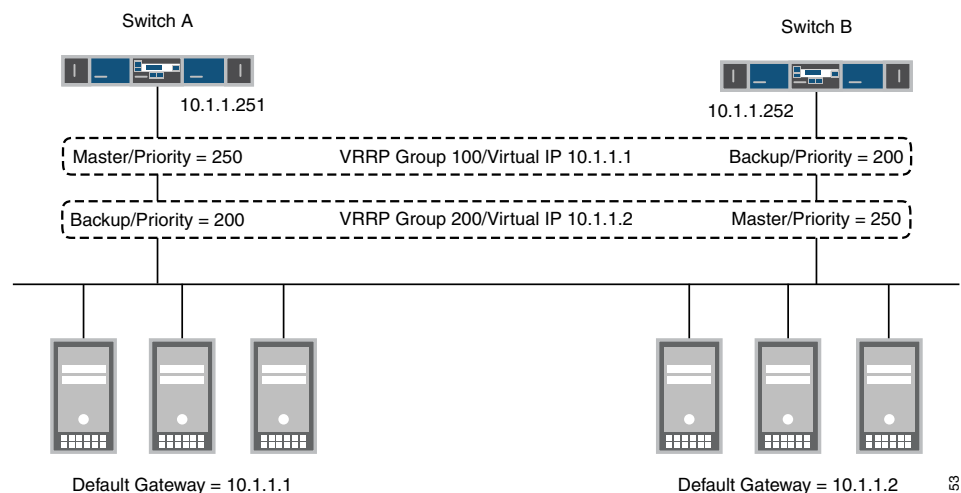 Switch A
Switch B
10.1.1.251
10.1.1.252
Master/Priority = 250 VRRP Group 100/Virtual IP 10.1.1.1 Backup/Priority = 200
Backup/Priority = 200 VRRP Group 200/Virtual IP 10.1.1.2 Master/Priority = 250
Default Gateway = 10.1.1.1 Default Gateway = 10.1.1.2
53